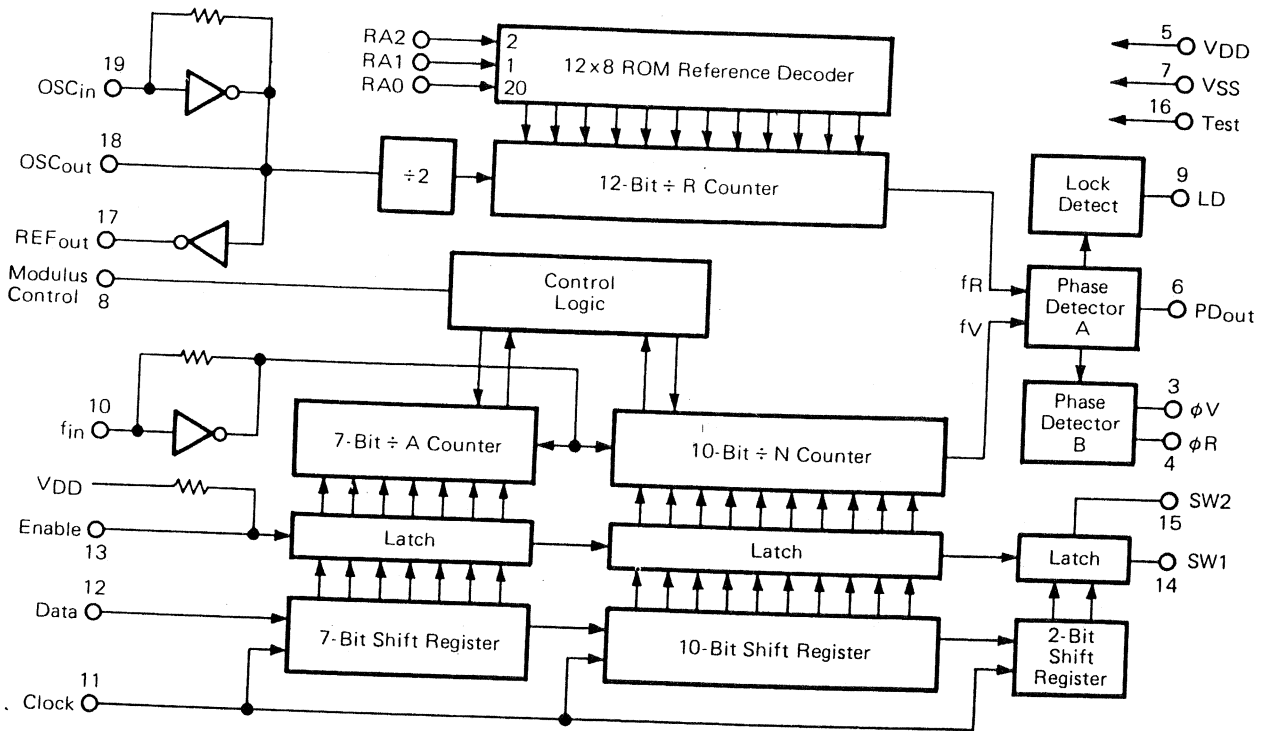 RA2
2
RA1
1
RA0
20
12x8 ROM Reference Decoder
5
VDD
7
VSS
16
Test
19
OSCin
18
OSCout
÷2
12-Bit ÷ R Counter
17
REFout
Lock
Detect
9
LD
Modulus
Control
8
Control
Logic
fR
fV
Phase
Detector
A
6
PDout
10
fin
7-Bit ÷ A Counter
10-Bit ÷ N Counter
Phase
Detector
B
3
φV
φR
4
VDD
Enable
13
Latch
Latch
Latch
SW2
15
SW1
14
12
Data
7-Bit Shift Register
10-Bit Shift Register
2-Bit
Shift
Register
11
Clock